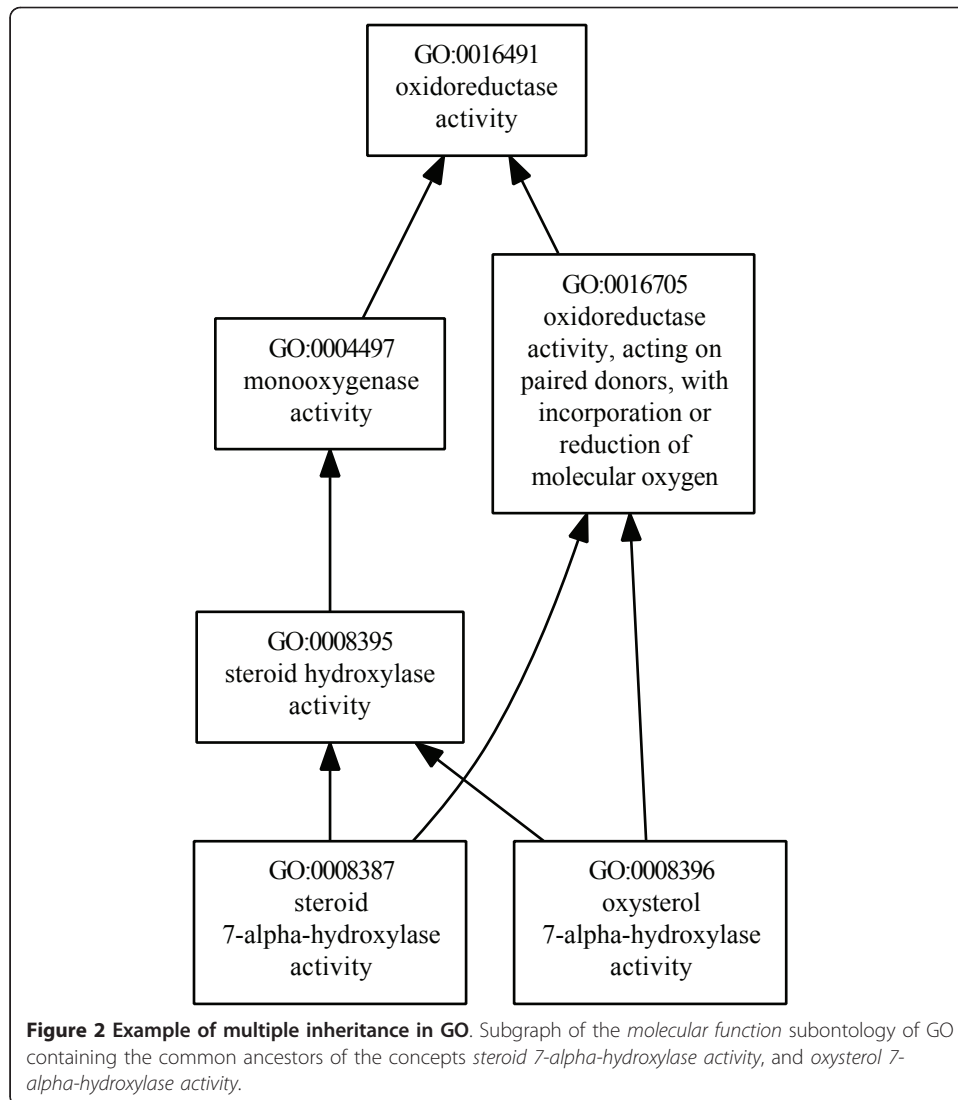 GO:0016491
oxidoreductase
activity
GO:0016705
oxidoreductase
activity, acting on
paired donors, with
incorporation or
reduction of
molecular oxygen
GO:0004497
monooxygenase
activity
GO:0008395
steroid hydroxylase
activity
GO:0008387
steroid
7-alpha-hydroxylase
activity
GO:0008396
oxysterol
7-alpha-hydroxylase
activity
Figure 2 Example of multiple inheritance in GO. Subgraph of the molecular function subontology of GO
containing the common ancestors of the concepts steroid 7-alpha-hydroxylase activity, and oxysterol 7-
alpha-hydroxylase activity.